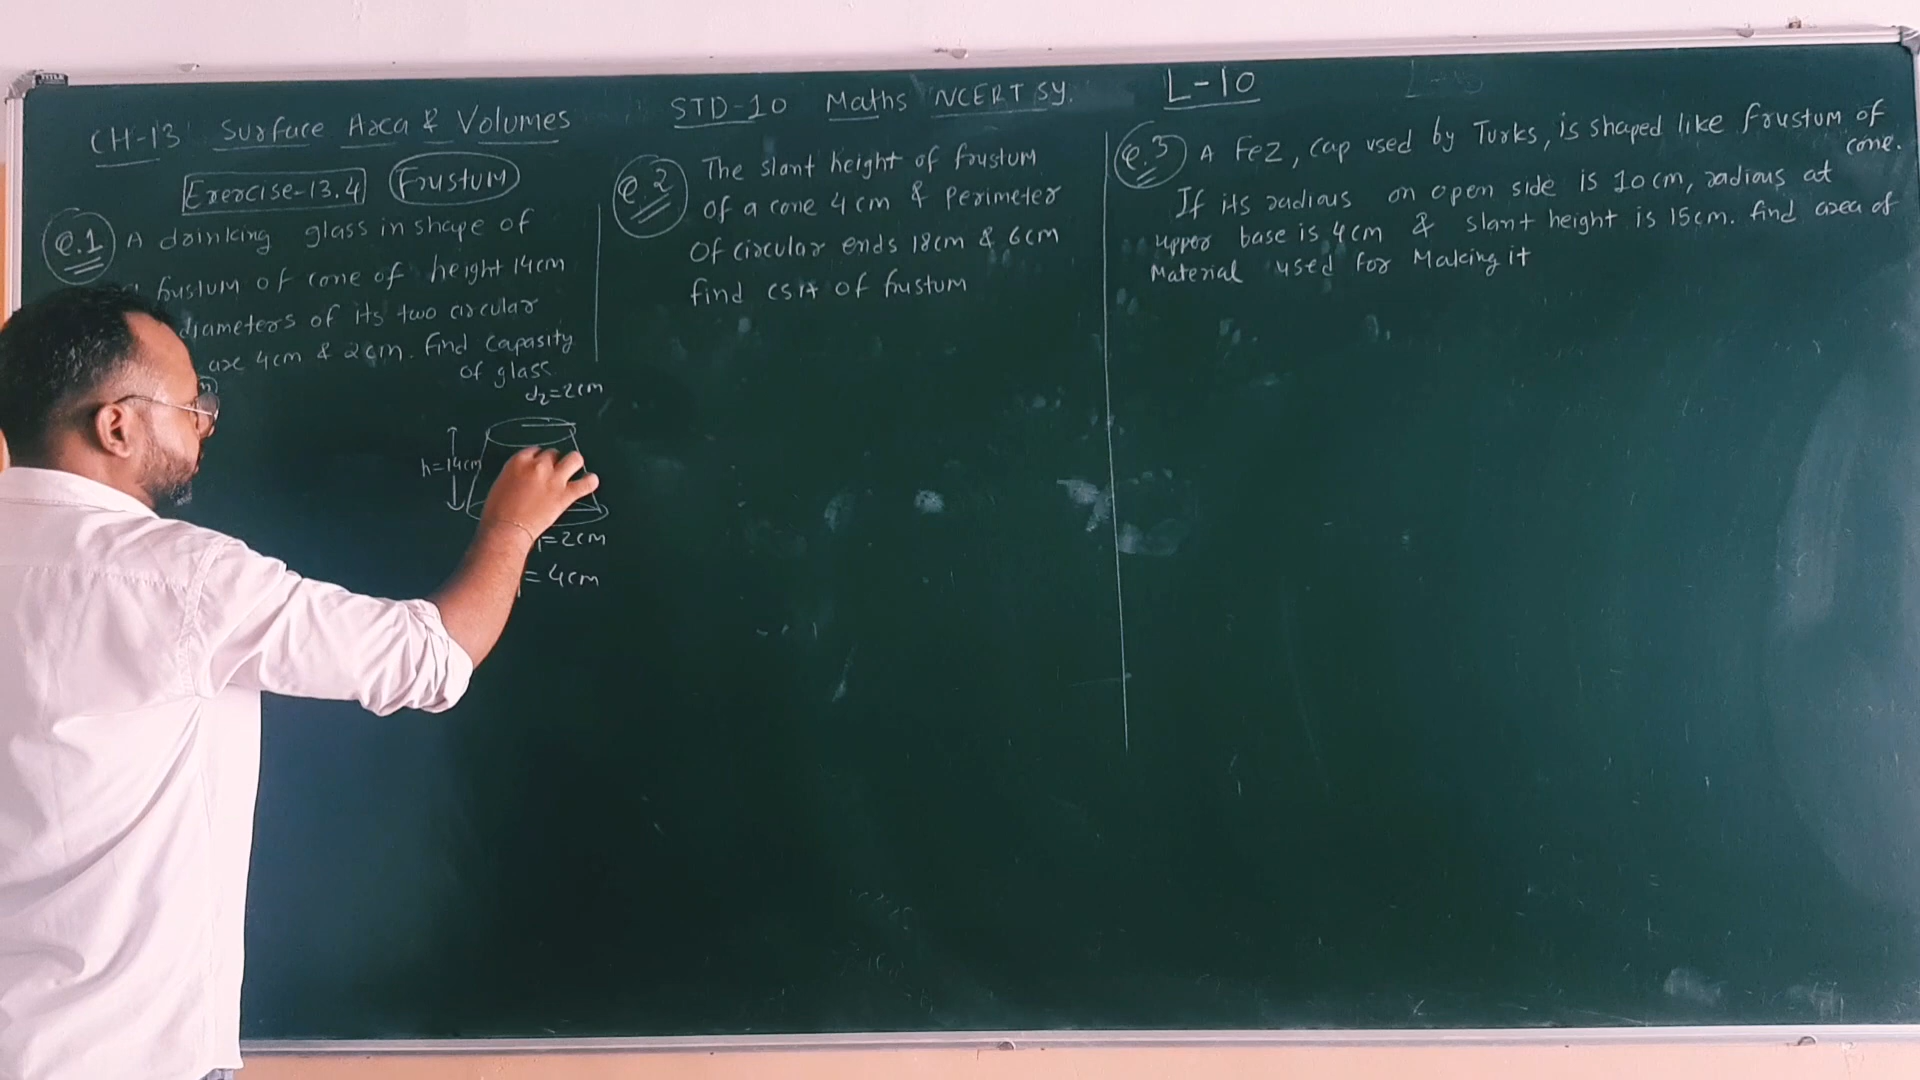 CH-13 Surface Area & Volumes
STD-10 Maths NCERT sy.
L-10
Exercise-13.4 Frustum
Q.1 A drinking glass in shape of
frustum of cone of height 14cm
diameters of its two circular
are 4cm & 2cm. Find capasity
of glass
d2=2cm
h=14cm
=2cm
=4cm
Q.2 The slant height of frustum
of a cone 4cm & perimeter
of circular ends 18cm & 6cm
find CSA of frustum
Q.3 A Fez, cap used by Turks, is shaped like frustum of
cone.
If its radious on open side is 10cm, radious at
upper base is 4cm & slant height is 15cm. find area of
Material used for Making it